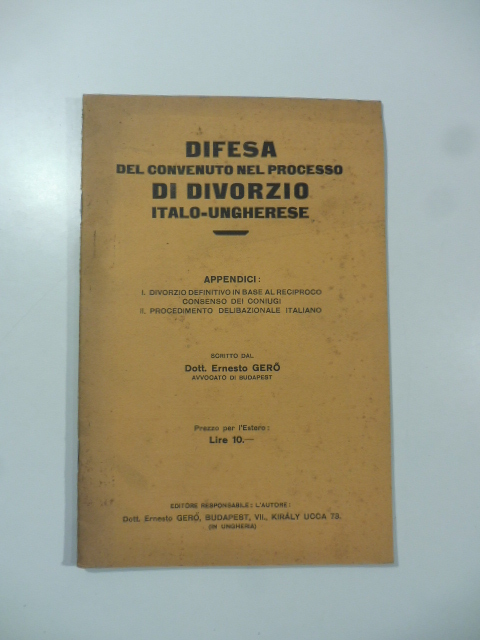 DIFESA
DEL CONVENUTO NEL PROCESSO
DI DIVORZIO
ITALO-UNGHERESE
APPENDICI:
I. DIVORZIO DEFINITIVO IN BASE AL RECIPROCO
CONSENSO DEI CONIUGI
II. PROCEDIMENTO DELIBAZIONALE ITALIANO
SCRITTO DAL
Dott. Ernesto GERŐ
AVVOCATO DI BUDAPEST
Prezzo per l'Estero:
Lire 10.—
EDITORE RESPONSABILE: L'AUTORE:
Dott. Ernesto GERŐ, BUDAPEST, VII., KIRÁLY UCCA 73.
(IN UNGHERIA)